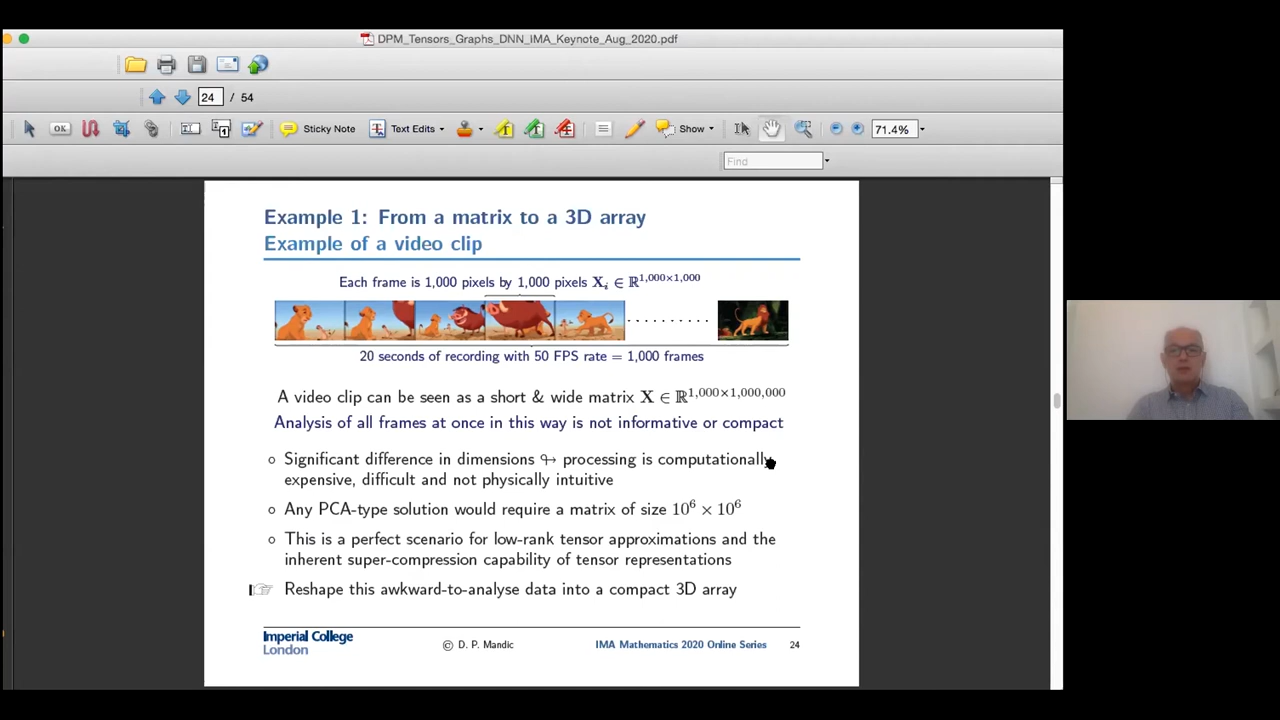 DPM_Tensors_Graphs_DNN_IMA_Keynote_Aug_2020.pdf
24 / 54
OK Sticky Note Text Edits Show 71.4%
Find
Example 1: From a matrix to a 3D array
Example of a video clip
Each frame is 1,000 pixels by 1,000 pixels Xᵢ ∈ ℝ^1,000×1,000
20 seconds of recording with 50 FPS rate = 1,000 frames
A video clip can be seen as a short & wide matrix X ∈ ℝ^1,000×1,000,000
Analysis of all frames at once in this way is not informative or compact
Significant difference in dimensions ↬ processing is computationally
expensive, difficult and not physically intuitive
Any PCA-type solution would require a matrix of size 10⁶ × 10⁶
This is a perfect scenario for low-rank tensor approximations and the
inherent super-compression capability of tensor representations
Reshape this awkward-to-analyse data into a compact 3D array
Imperial College
London
© D. P. Mandic
IMA Mathematics 2020 Online Series
24